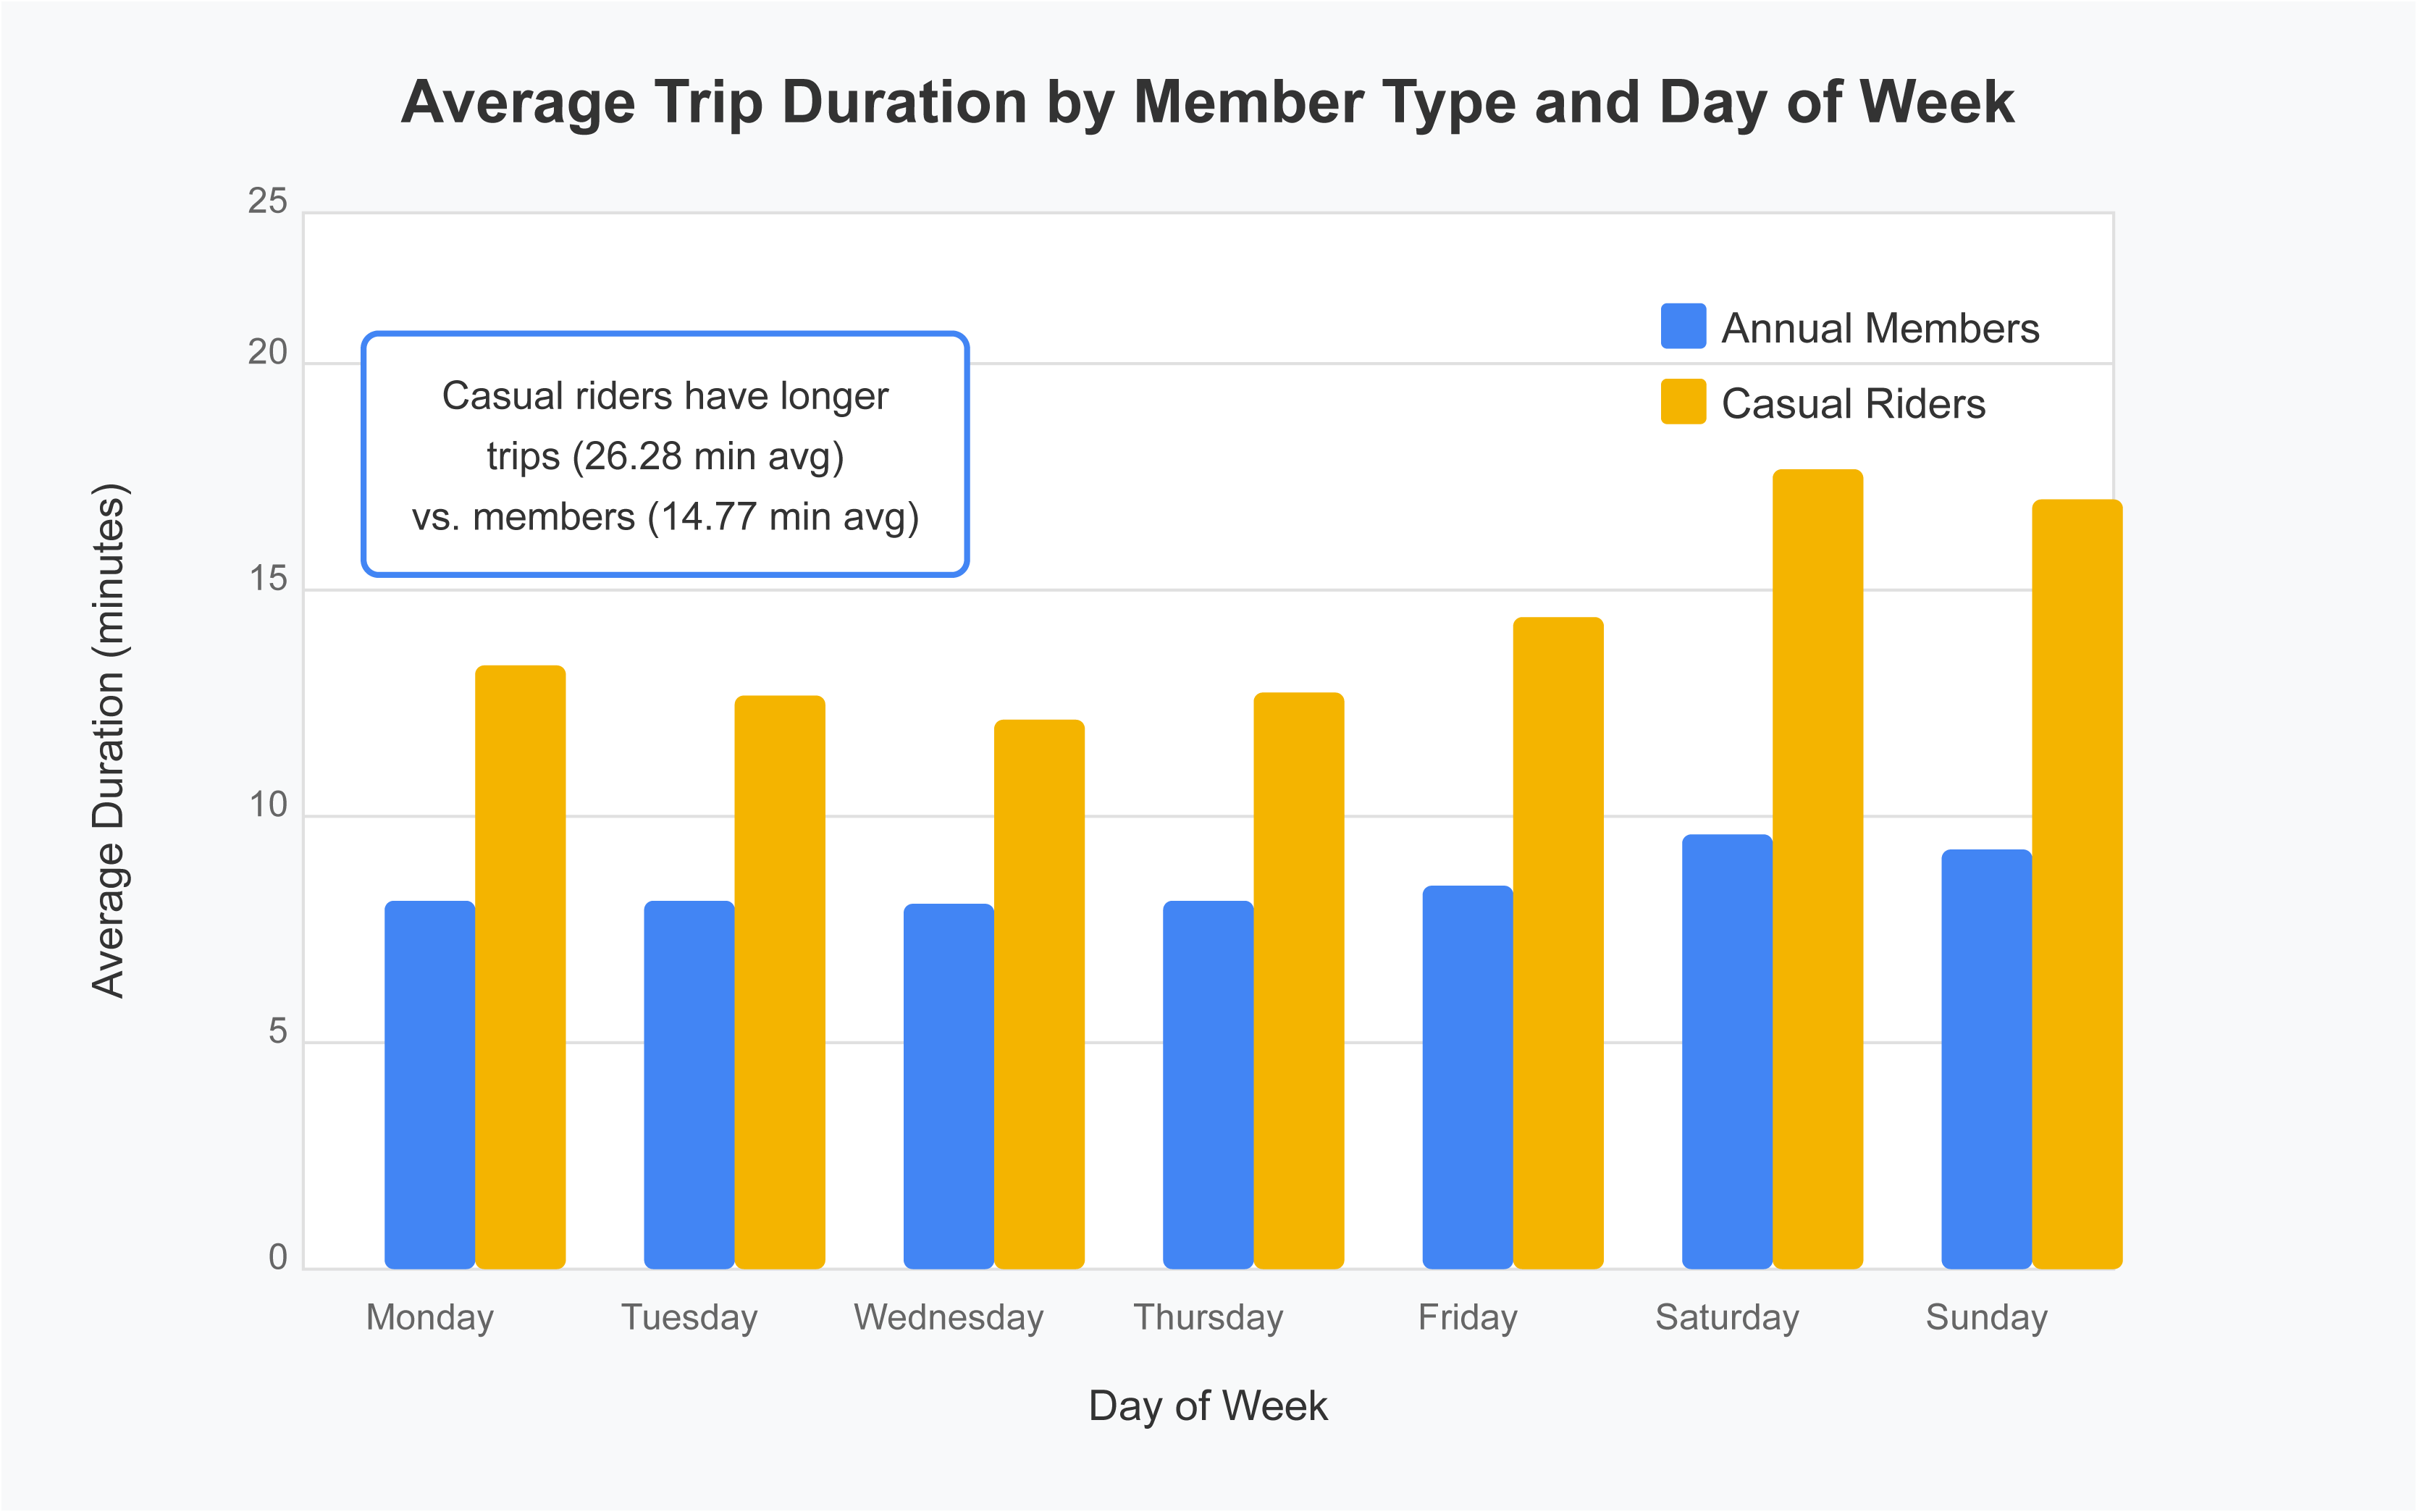 Average Trip Duration by Member Type and Day of Week
25
20
15
10
5
0
Average Duration (minutes)
Casual riders have longer
trips (26.28 min avg)
vs. members (14.77 min avg)
Annual Members
Casual Riders
Monday
Tuesday
Wednesday
Thursday
Friday
Saturday
Sunday
Day of Week